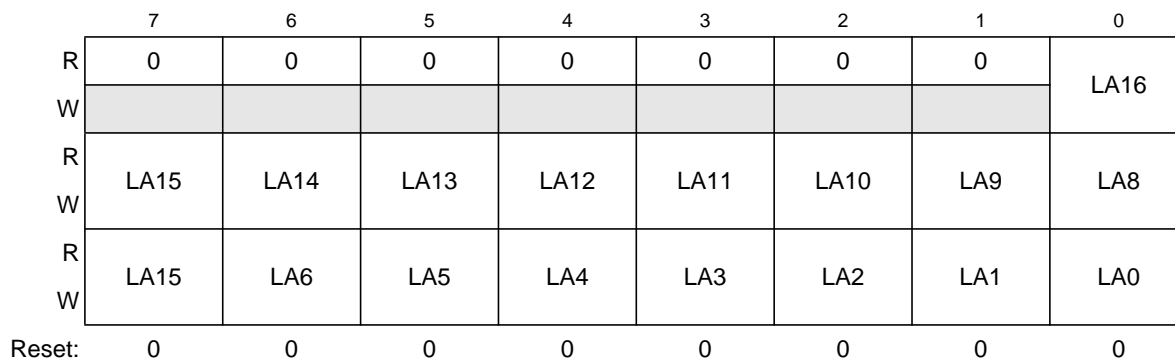 7 6 5 4 3 2 1 0
R 0 0 0 0 0 0 0 LA16
W
R LA15 LA14 LA13 LA12 LA11 LA10 LA9 LA8
W
R LA15 LA6 LA5 LA4 LA3 LA2 LA1 LA0
W
Reset: 0 0 0 0 0 0 0 0